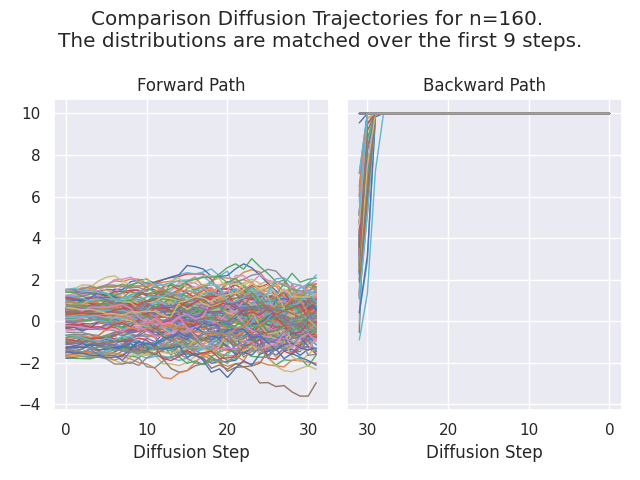 Comparison Diffusion Trajectories for n=160.
The distributions are matched over the first 9 steps.
Forward Path
Backward Path
10
8
6
4
2
0
−2
−4
0
10
20
30
30
20
10
0
Diffusion Step
Diffusion Step